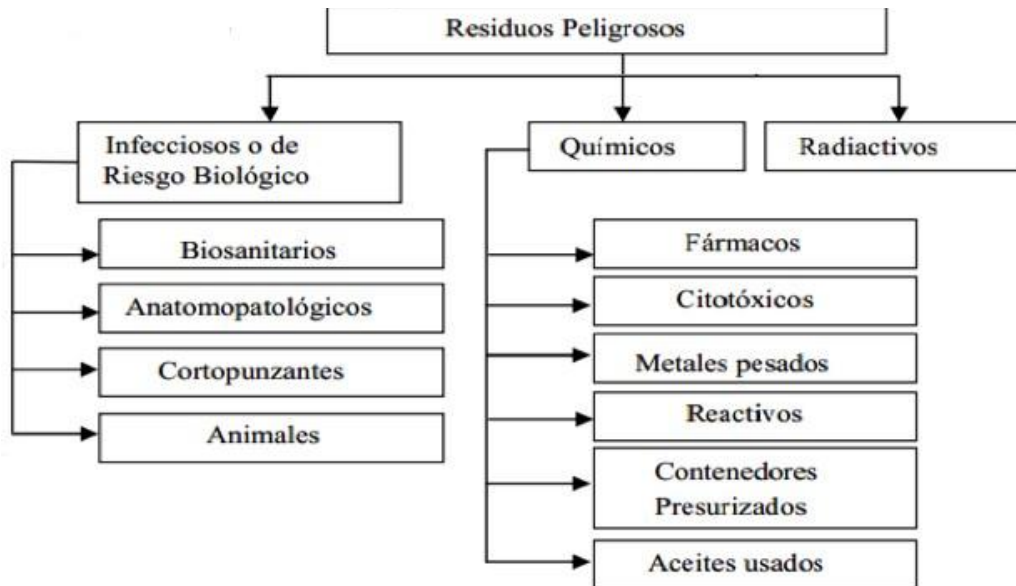 Residuos Peligrosos
Infecciosos o de
Riesgo Biológico
Químicos
Radiactivos
Biosanitarios
Anatomopatológicos
Cortopunzantes
Animales
Fármacos
Citotóxicos
Metales pesados
Reactivos
Contenedores
Presurizados
Aceites usados